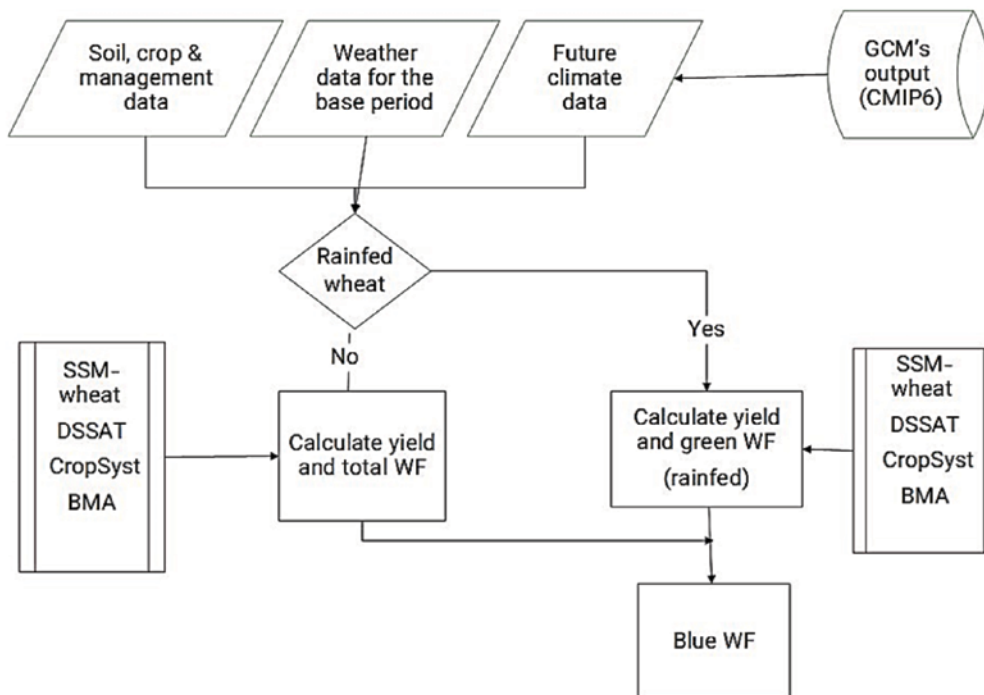 Soil, crop &
management
data
Weather
data for the
base period
Future
climate
data
GCM's
output
(CMIP6)
Rainfed
wheat
No
Yes
SSM-
wheat
DSSAT
CropSyst
BMA
Calculate yield
and total WF
Calculate yield
and green WF
(rainfed)
SSM-
wheat
DSSAT
CropSyst
BMA
Blue WF